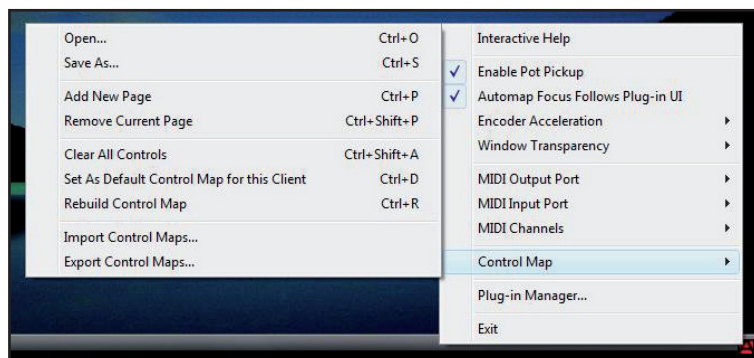 Open... Ctrl+O
Save As... Ctrl+S
Add New Page Ctrl+P
Remove Current Page Ctrl+Shift+P
Clear All Controls Ctrl+Shift+A
Set As Default Control Map for this Client Ctrl+D
Rebuild Control Map Ctrl+R
Import Control Maps...
Export Control Maps...
Interactive Help
Enable Pot Pickup
Automap Focus Follows Plug-in UI
Encoder Acceleration
Window Transparency
MIDI Output Port
MIDI Input Port
MIDI Channels
Control Map
Plug-in Manager...
Exit